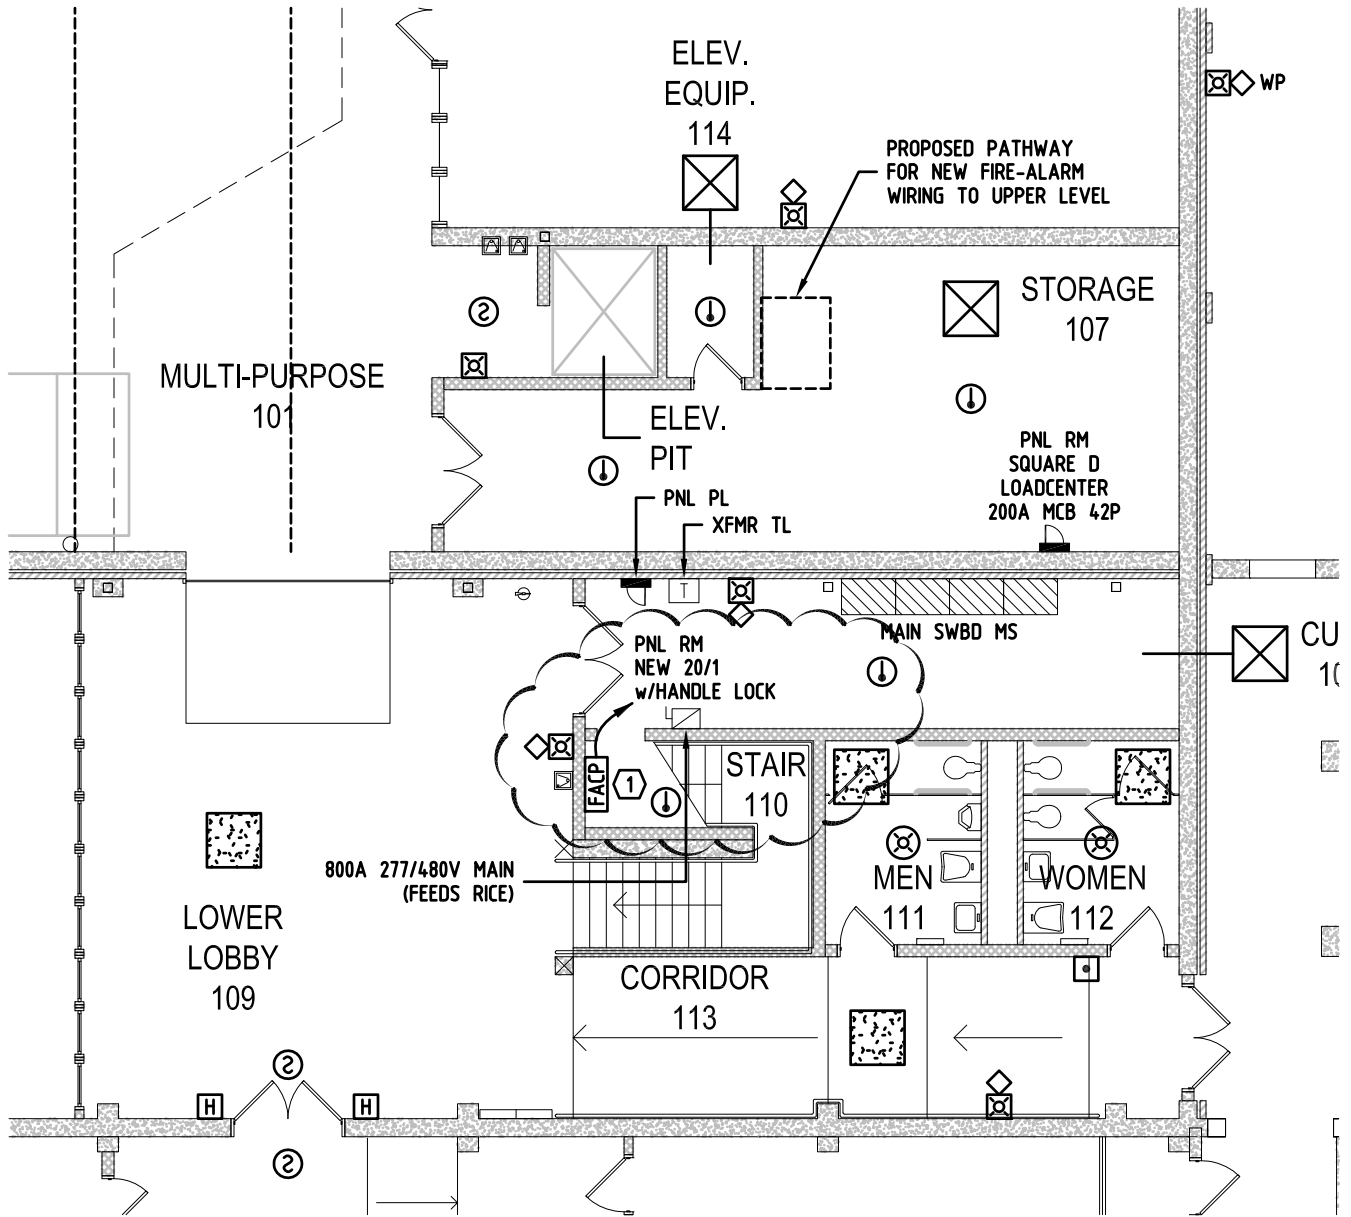 ELEV.
EQUIP.
114
WP
PROPOSED PATHWAY
FOR NEW FIRE-ALARM
WIRING TO UPPER LEVEL
STORAGE
107
MULTI-PURPOSE
101
ELEV.
PIT
PNL RM
SQUARE D
LOADCENTER
200A MCB 42P
PNL PL
XFMR TL
T
MAIN SWBD MS
PNL RM
NEW 20/1
w/HANDLE LOCK
CU
10
FACP
1
STAIR
110
800A 277/480V MAIN
(FEEDS RICE)
MEN
111
WOMEN
112
LOWER
LOBBY
109
CORRIDOR
113
S
S
S
H
H